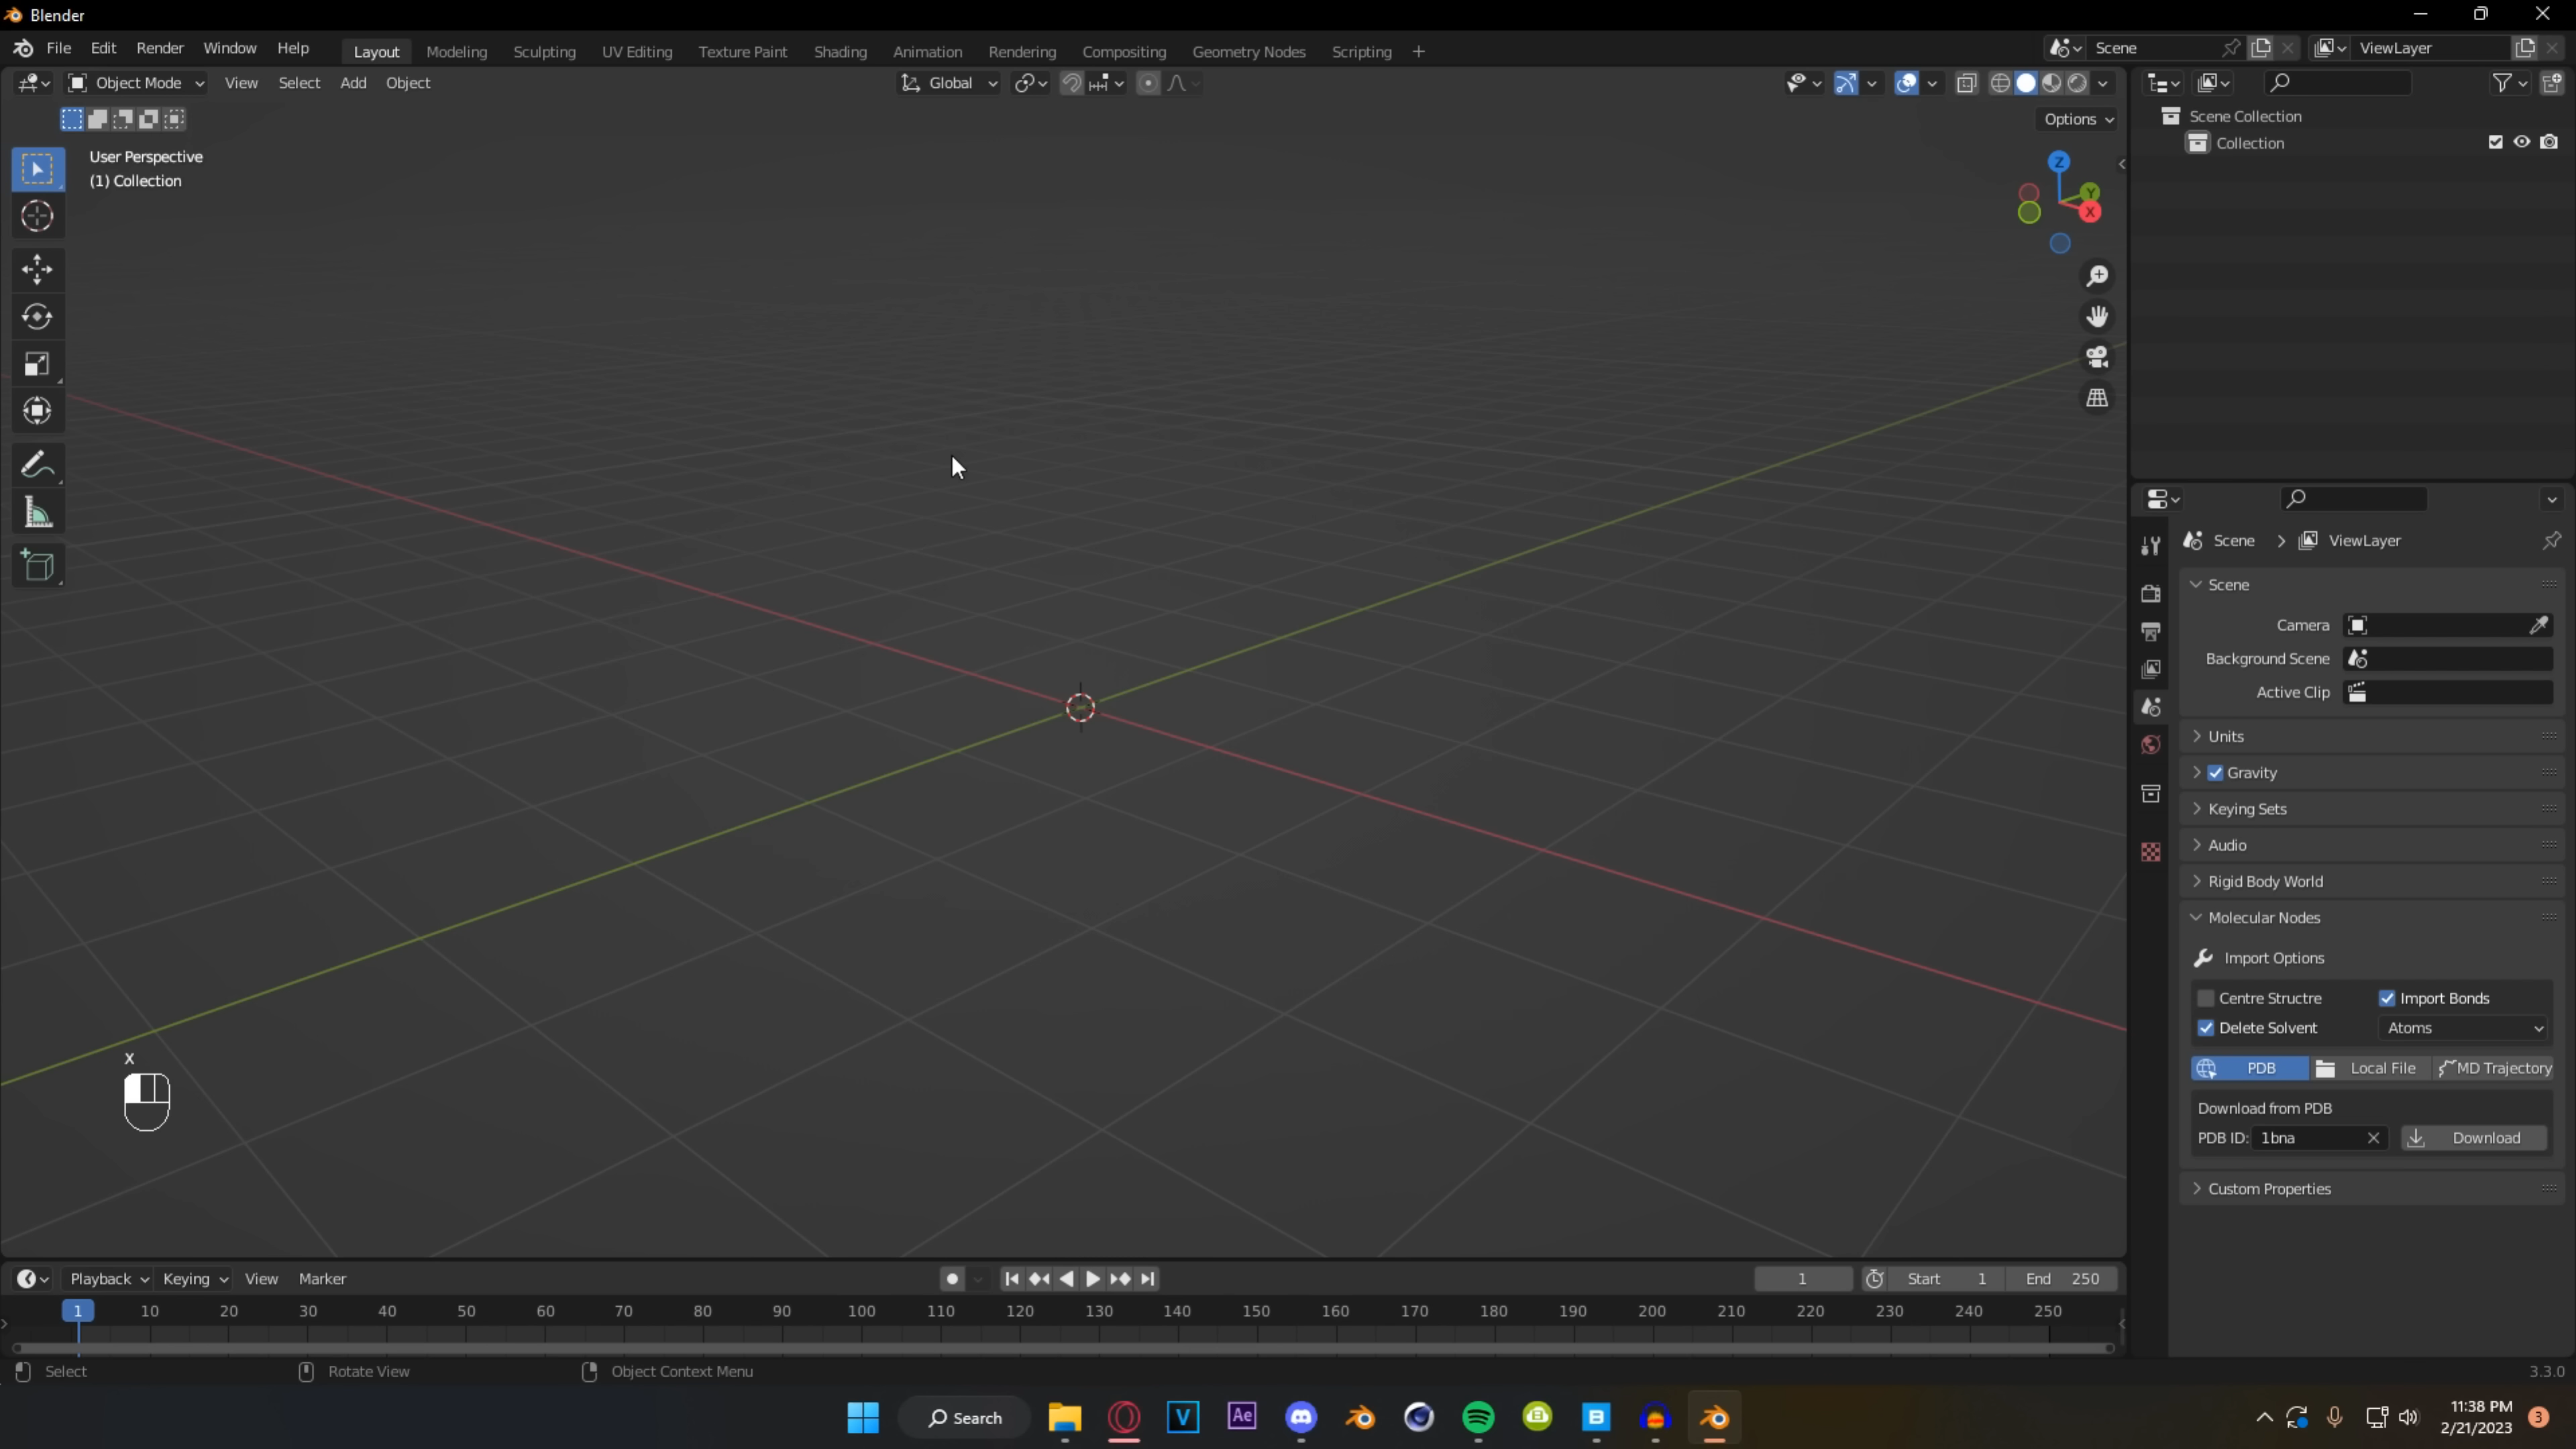 Blender
File Edit Render Window Help Layout Modeling Sculpting UV Editing Texture Paint Shading Animation Rendering Compositing Geometry Nodes Scripting + Scene ViewLayer
Object Mode View Select Add Object Global
Options
User Perspective
(1) Collection
Z
Y
X
Scene Collection
Collection
Scene > ViewLayer
Scene
Camera
Background Scene
Active Clip
Units
Gravity
Keying Sets
Audio
Rigid Body World
Molecular Nodes
Import Options
Centre Structre Import Bonds
Delete Solvent Atoms
PDB Local File MD Trajectory
Download from PDB
PDB ID: 1bna Download
Custom Properties
x
Playback Keying View Marker 1 Start 1 End 250
1 10 20 30 40 50 60 70 80 90 100 110 120 130 140 150 160 170 180 190 200 210 220 230 240 250
Select Rotate View Object Context Menu 3.3.0
Search V Ae B 11:38 PM 3
2/21/2023